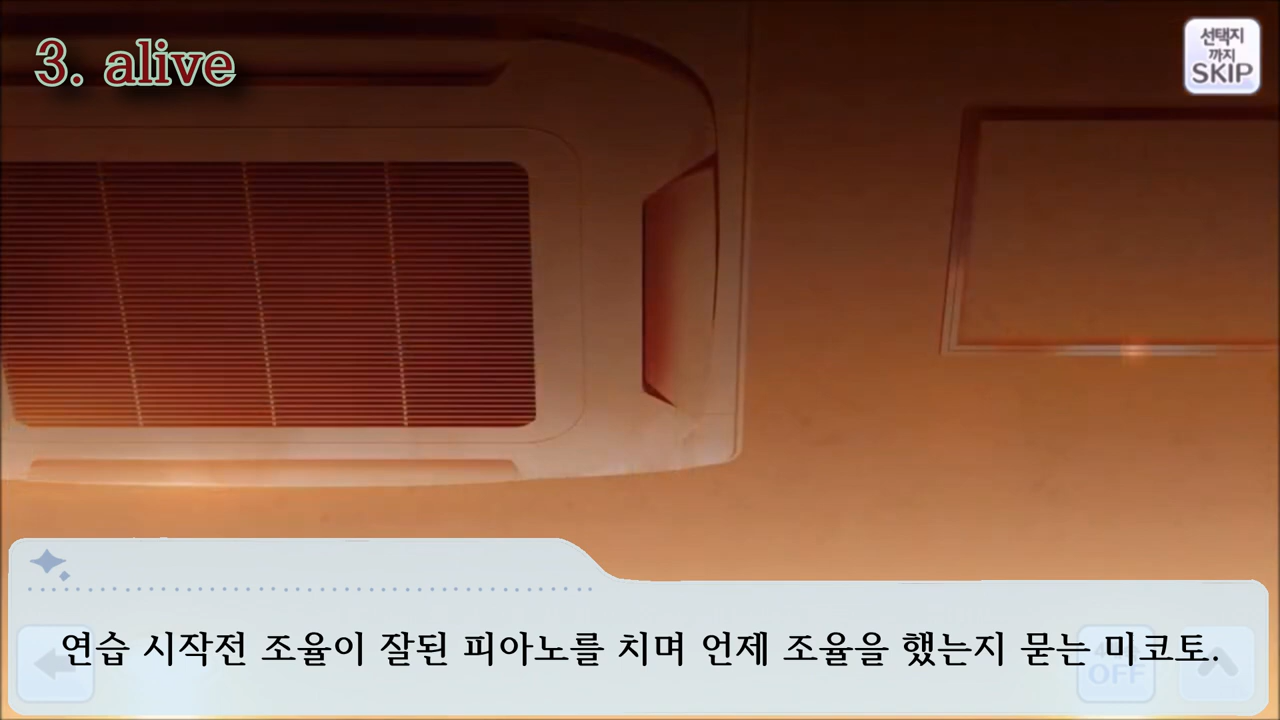 3. alive
선택지
까지
SKIP
연습 시작전 조율이 잘된 피아노를 치며 언제 조율을 했는지 묻는 미코토.
OFF